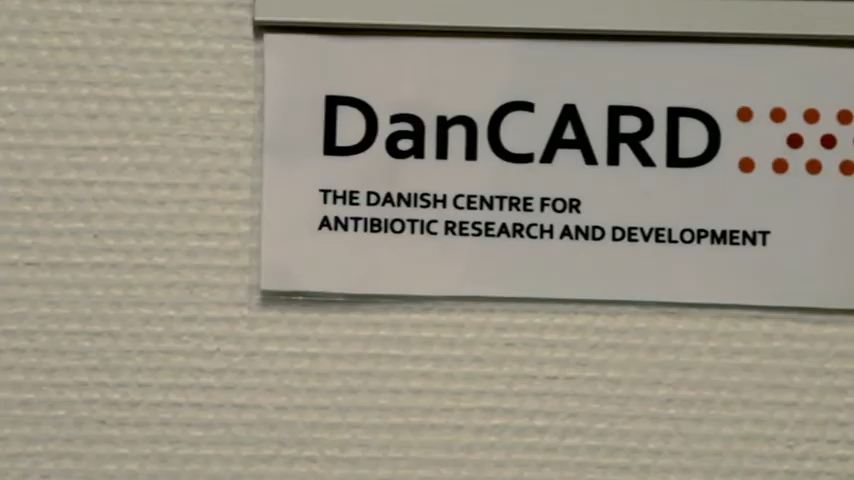 DanCARD
THE DANISH CENTRE FOR
ANTIBIOTIC RESEARCH AND DEVELOPMENT